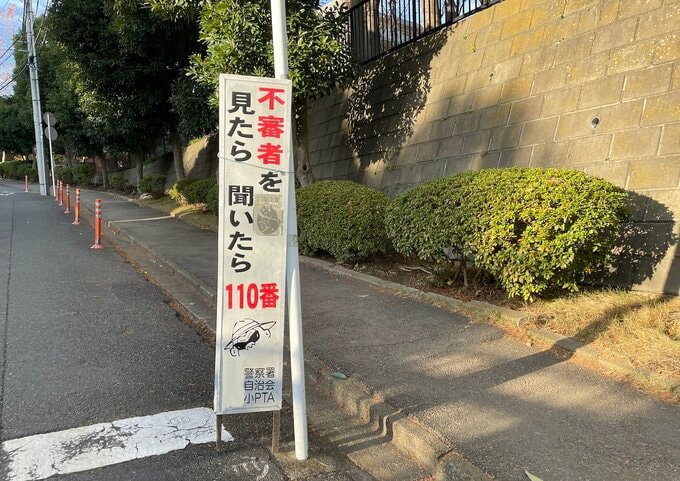 不審者を
見たら 聞いたら
110番
警察署
自治会
小PTA